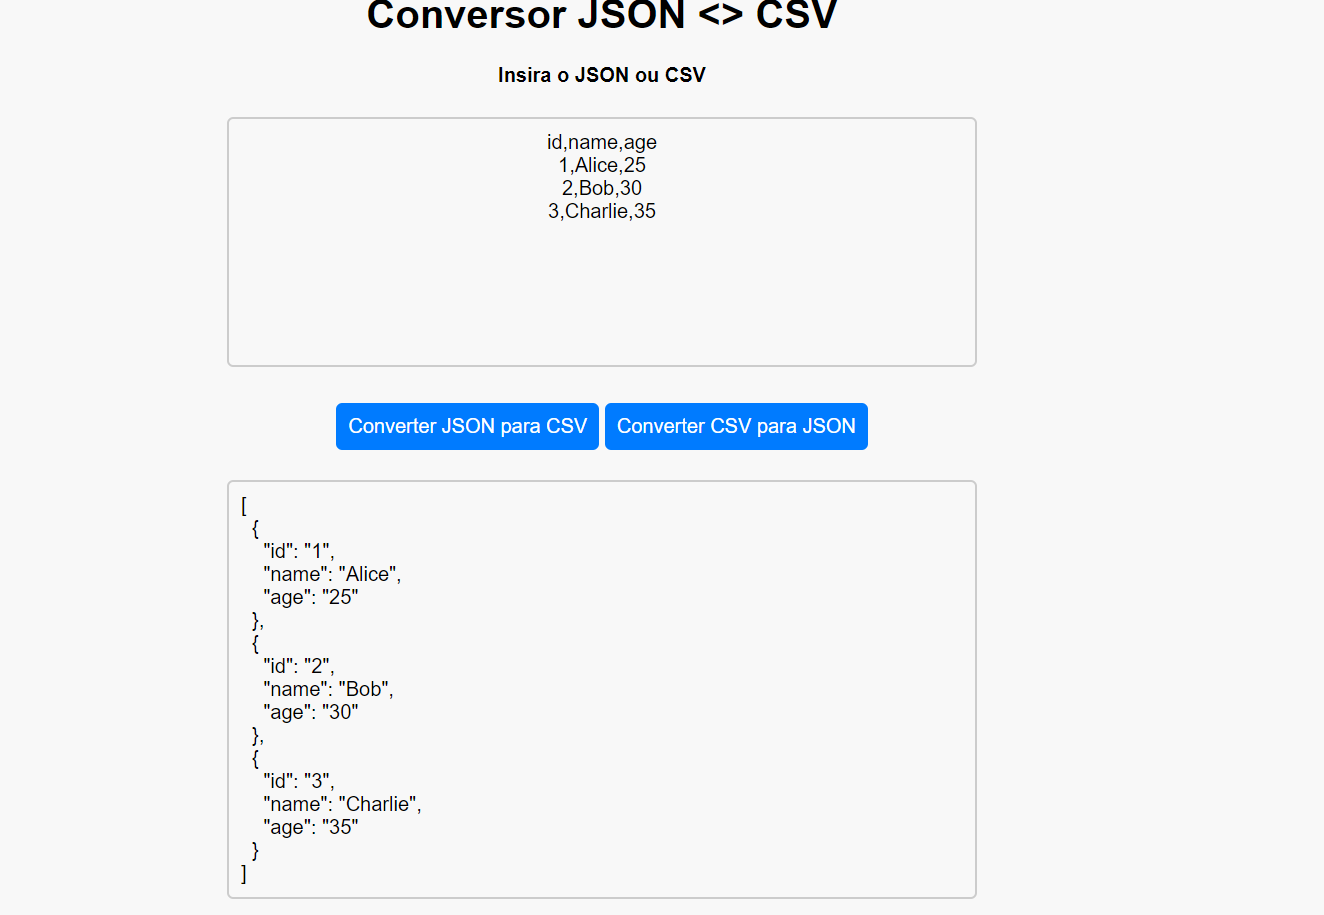 Conversor JSON <> CSV
Insira o JSON ou CSV
id,name,age
1,Alice,25
2,Bob,30
3,Charlie,35
Converter JSON para CSV Converter CSV para JSON
[
  {
    "id": "1",
    "name": "Alice",
    "age": "25"
  },
  {
    "id": "2",
    "name": "Bob",
    "age": "30"
  },
  {
    "id": "3",
    "name": "Charlie",
    "age": "35"
  }
]